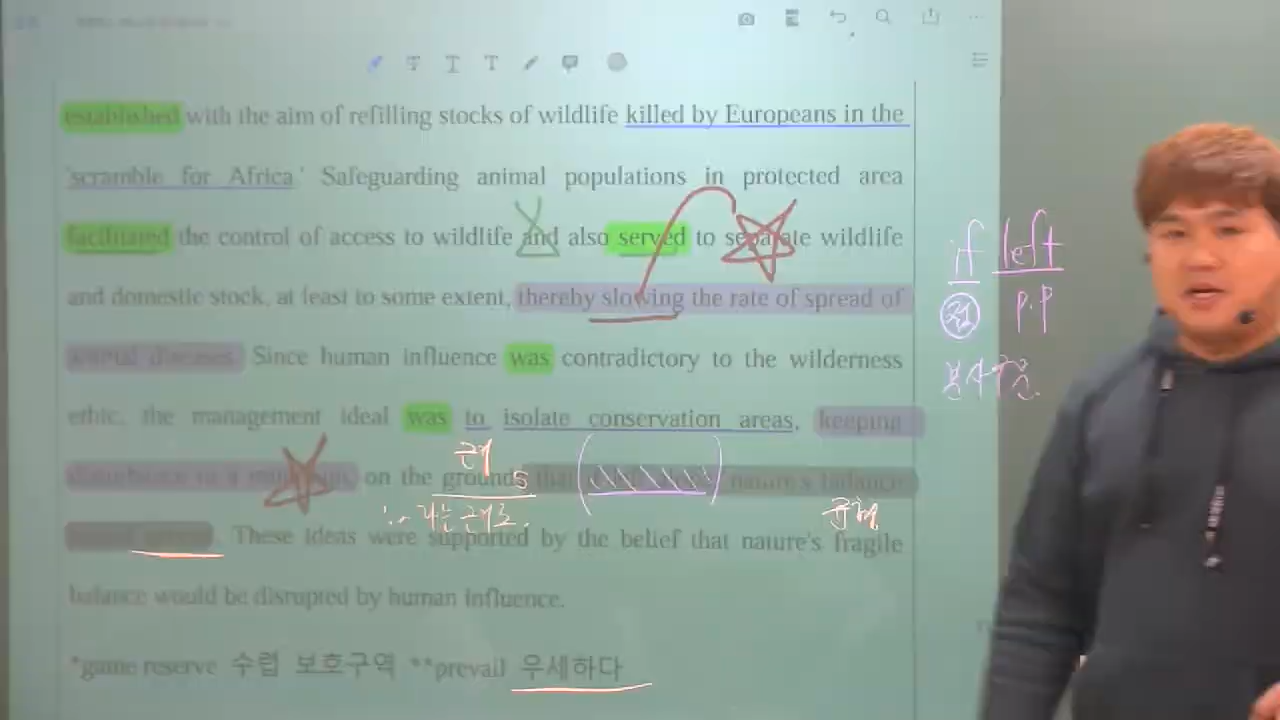 established with the aim of refilling stocks of wildlife killed by Europeans in the
'scramble for Africa.' Safeguarding animal populations in protected area
facilitated the control of access to wildlife and also served to separate wildlife
and domestic stock, at least to some extent, thereby slowing the rate of spread of
animal diseases. Since human influence was contradictory to the wilderness
ethic, the management ideal was to isolate conservation areas, keeping
disturbance to a minimum, on the grounds that nature's balance
These ideas were supported by the belief that nature's fragile
balance would be disrupted by human influence.
*game reserve 수렵 보호구역 **prevail 우세하다
if left
접 p.p
분사구문
근거
s
라는 근거로.
균형